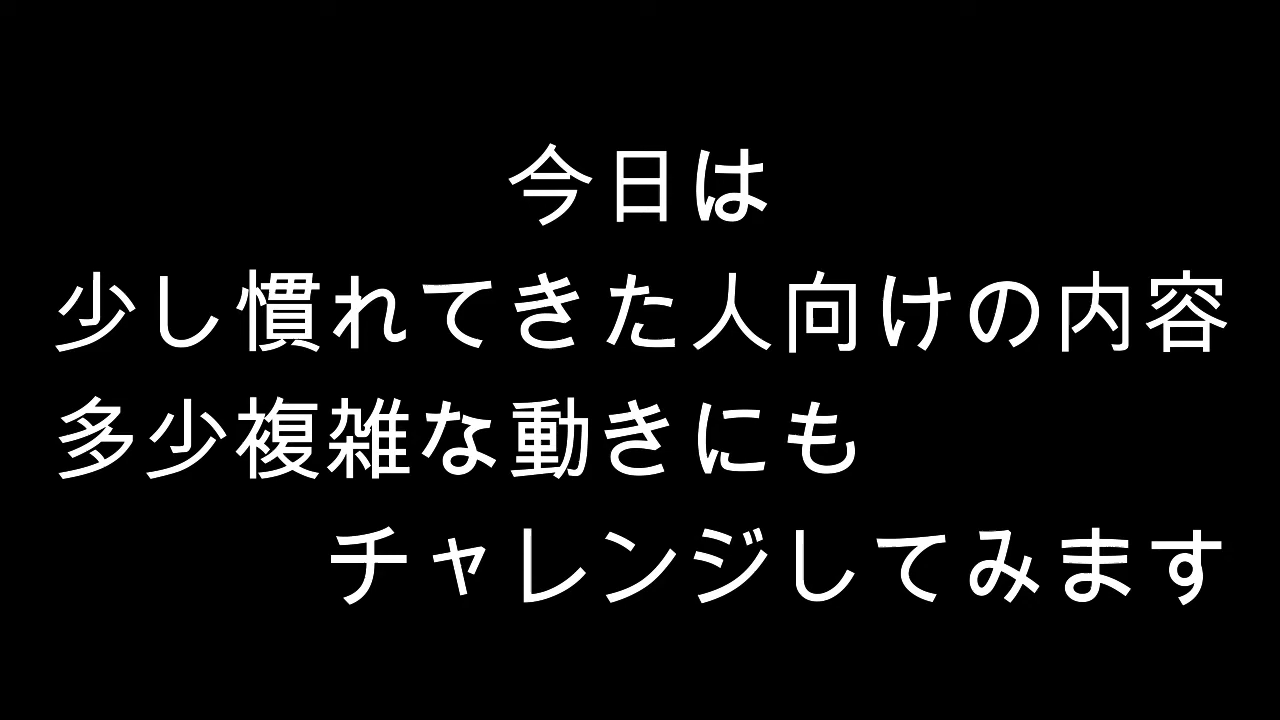 今日は
少し慣れてきた人向けの内容
多少複雑な動きにも
チャレンジしてみます